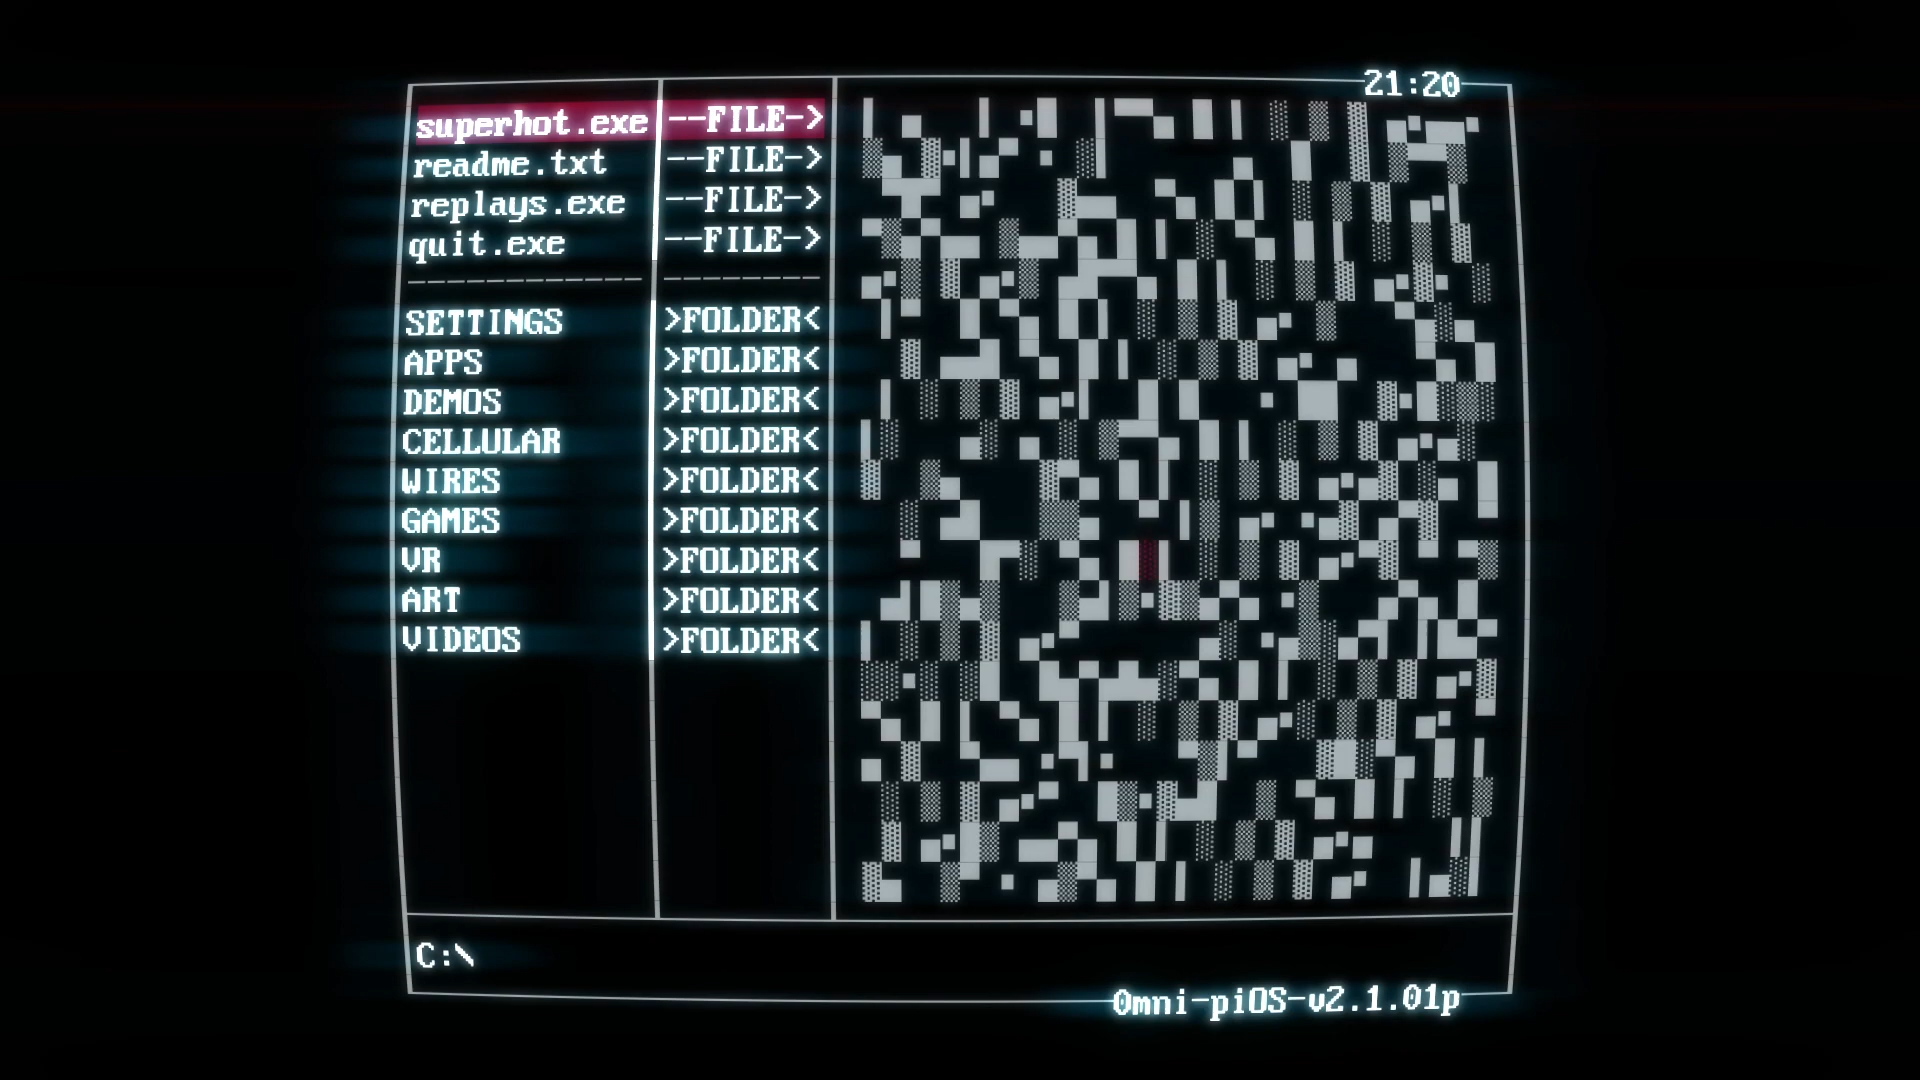 21:20
superhot.exe --FILE->
readme.txt --FILE->
replays.exe --FILE->
quit.exe --FILE->
SETTINGS >FOLDER<
APPS >FOLDER<
DEMOS >FOLDER<
CELLULAR >FOLDER<
WIRES >FOLDER<
GAMES >FOLDER<
VR >FOLDER<
ART >FOLDER<
VIDEOS >FOLDER<
C:\
0mni-piOS-v2.1.01p